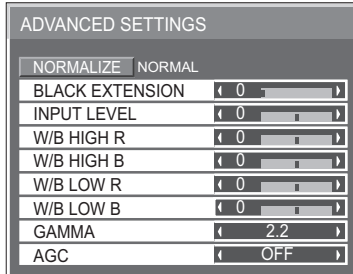 ADVANCED SETTINGS
NORMALIZE NORMAL
BLACK EXTENSION 0
INPUT LEVEL 0
W/B HIGH R 0
W/B HIGH B 0
W/B LOW R 0
W/B LOW B 0
GAMMA 2.2
AGC OFF